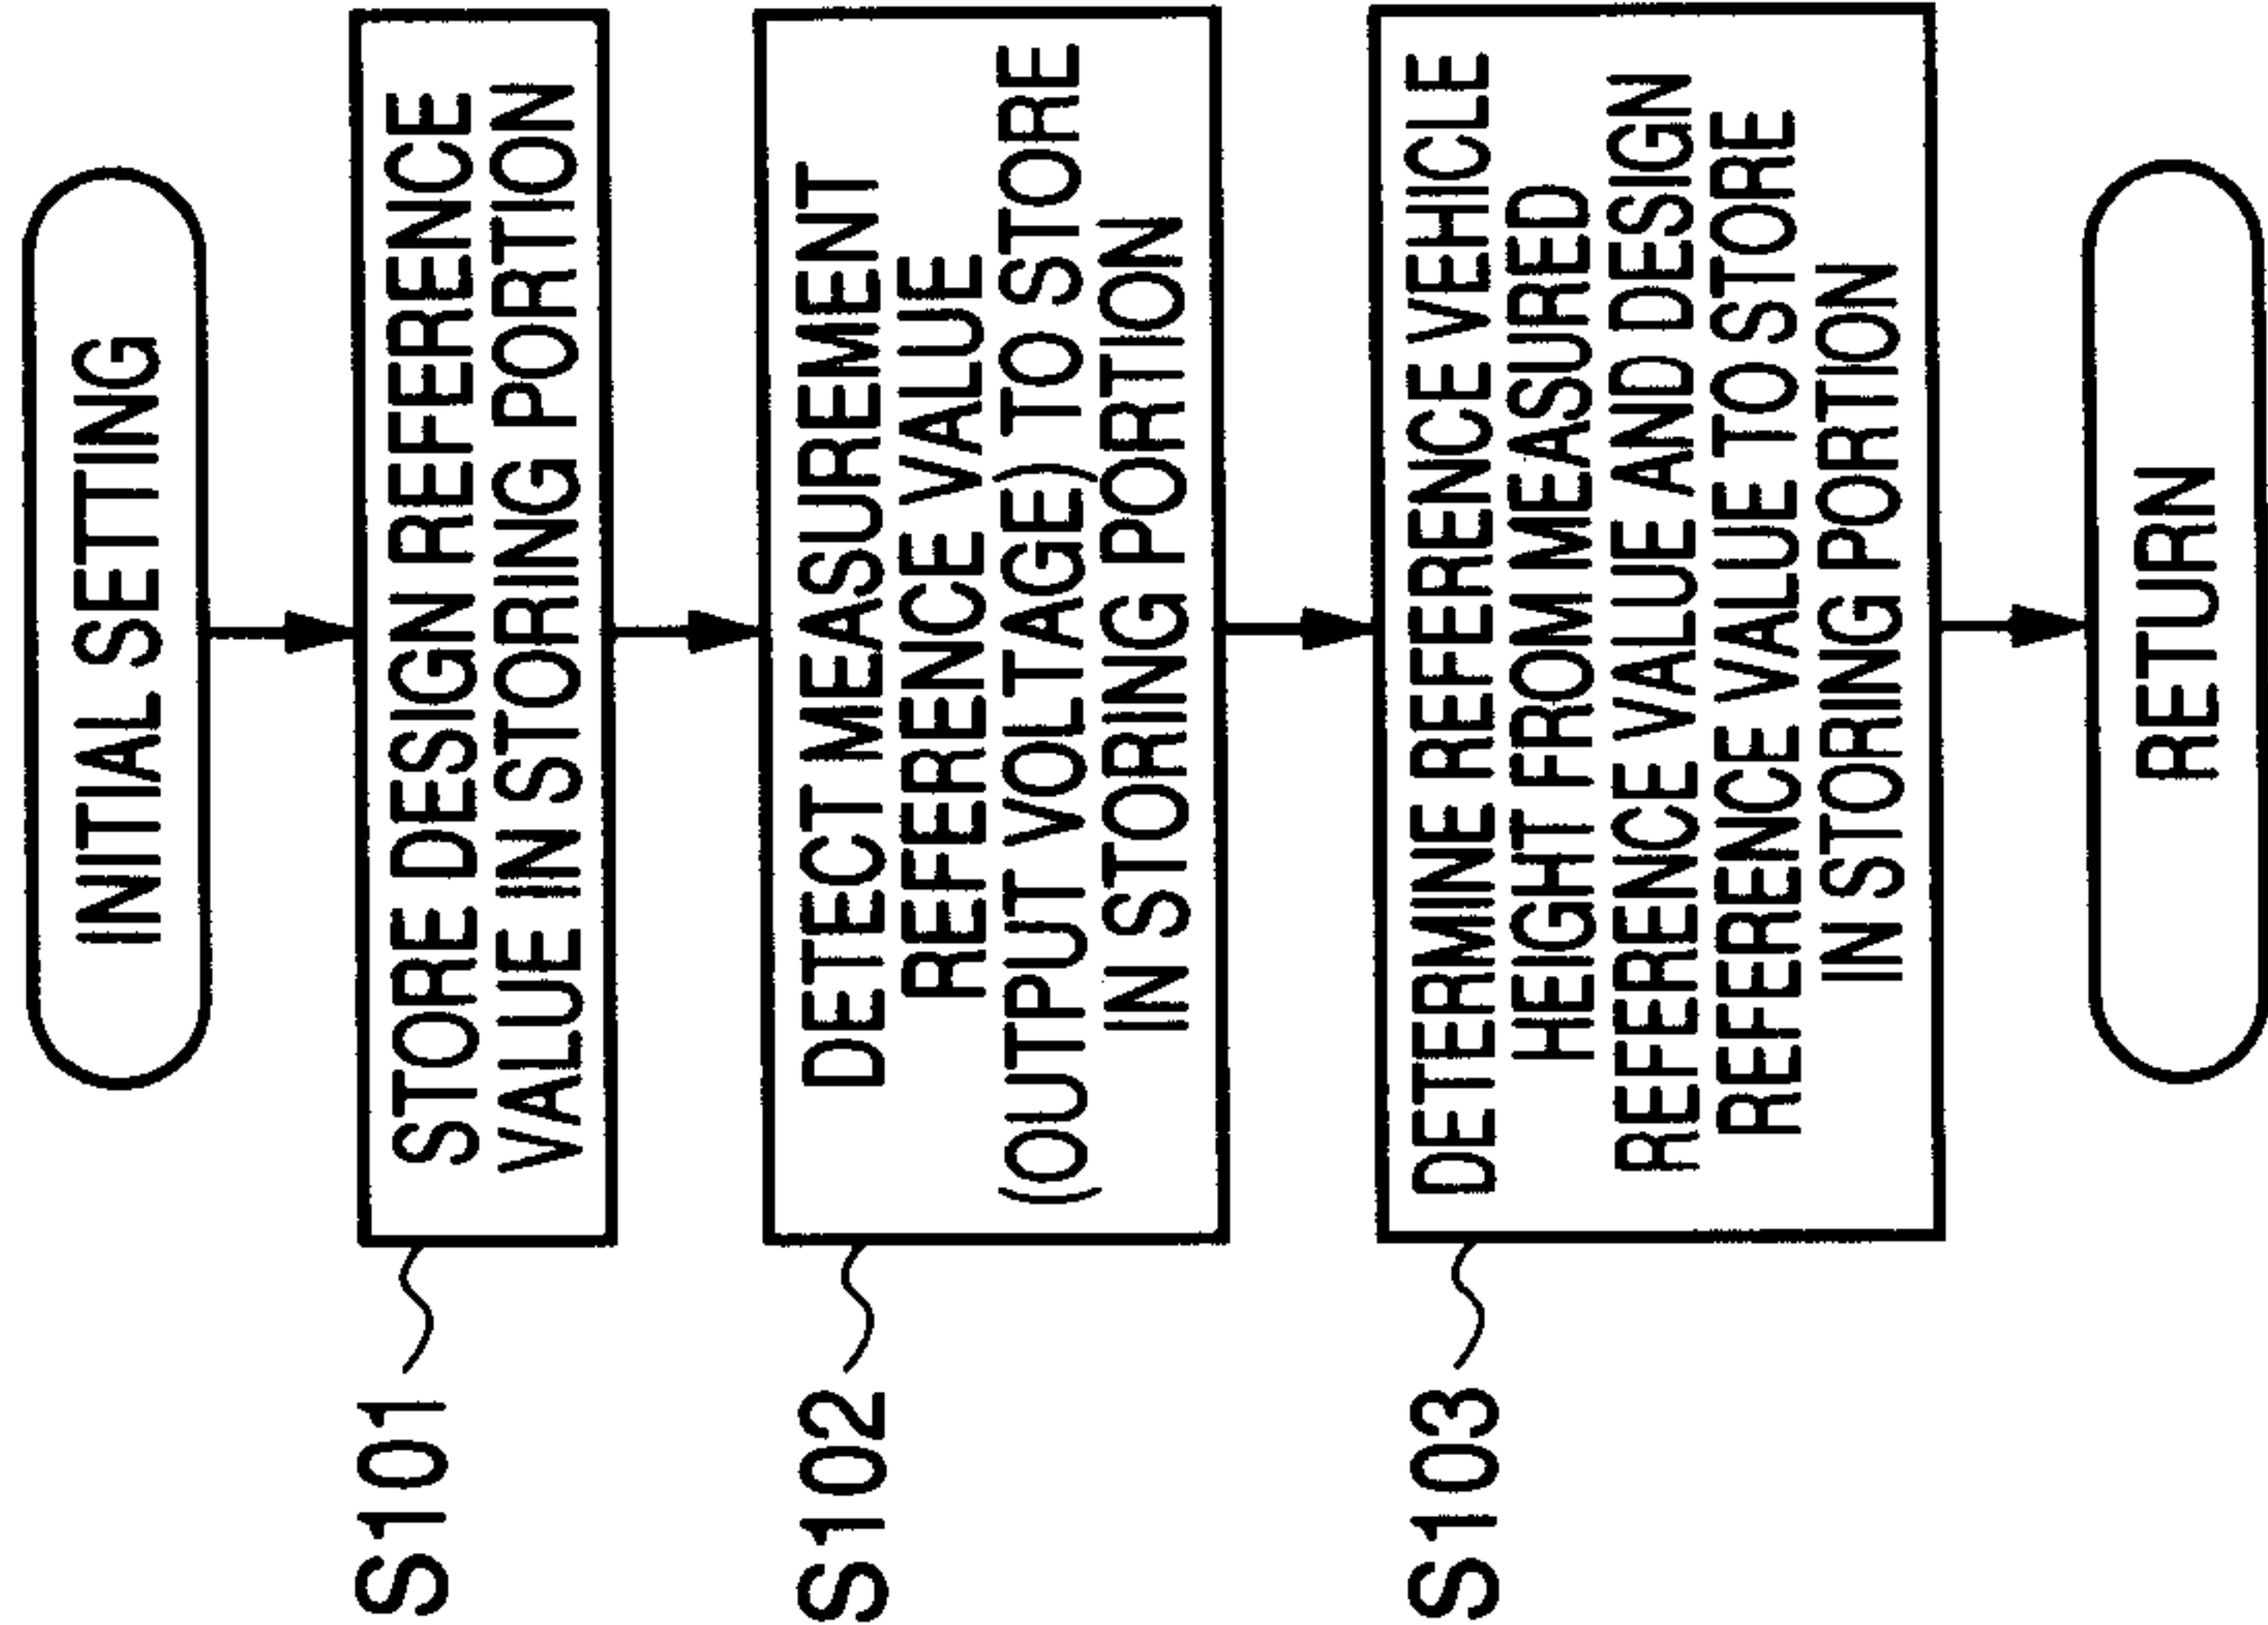 INITIAL SETTING
S101
STORE DESIGN REFERENCE
VALUE IN STORING PORTION
S102
DETECT MEASUREMENT
REFERENCE VALUE
(OUTPUT VOLTAGE) TO STORE
IN STORING PORTION
S103
DETERMINE REFERENCE VEHICLE
HEIGHT FROM MEASURED
REFERENCE VALUE AND DESIGN
REFERENCE VALUE TO STORE
IN STORING PORTION
RETURN